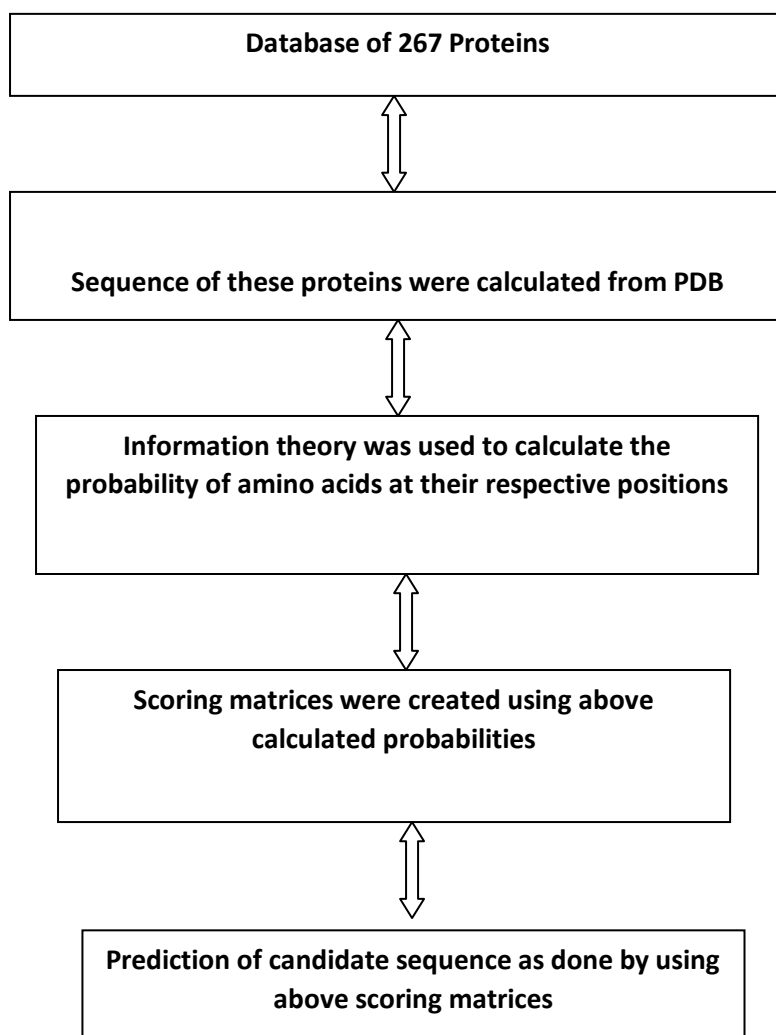 Database of 267 Proteins
Sequence of these proteins were calculated from PDB
Information theory was used to calculate the
probability of amino acids at their respective positions
Scoring matrices were created using above
calculated probabilities
Prediction of candidate sequence as done by using
above scoring matrices